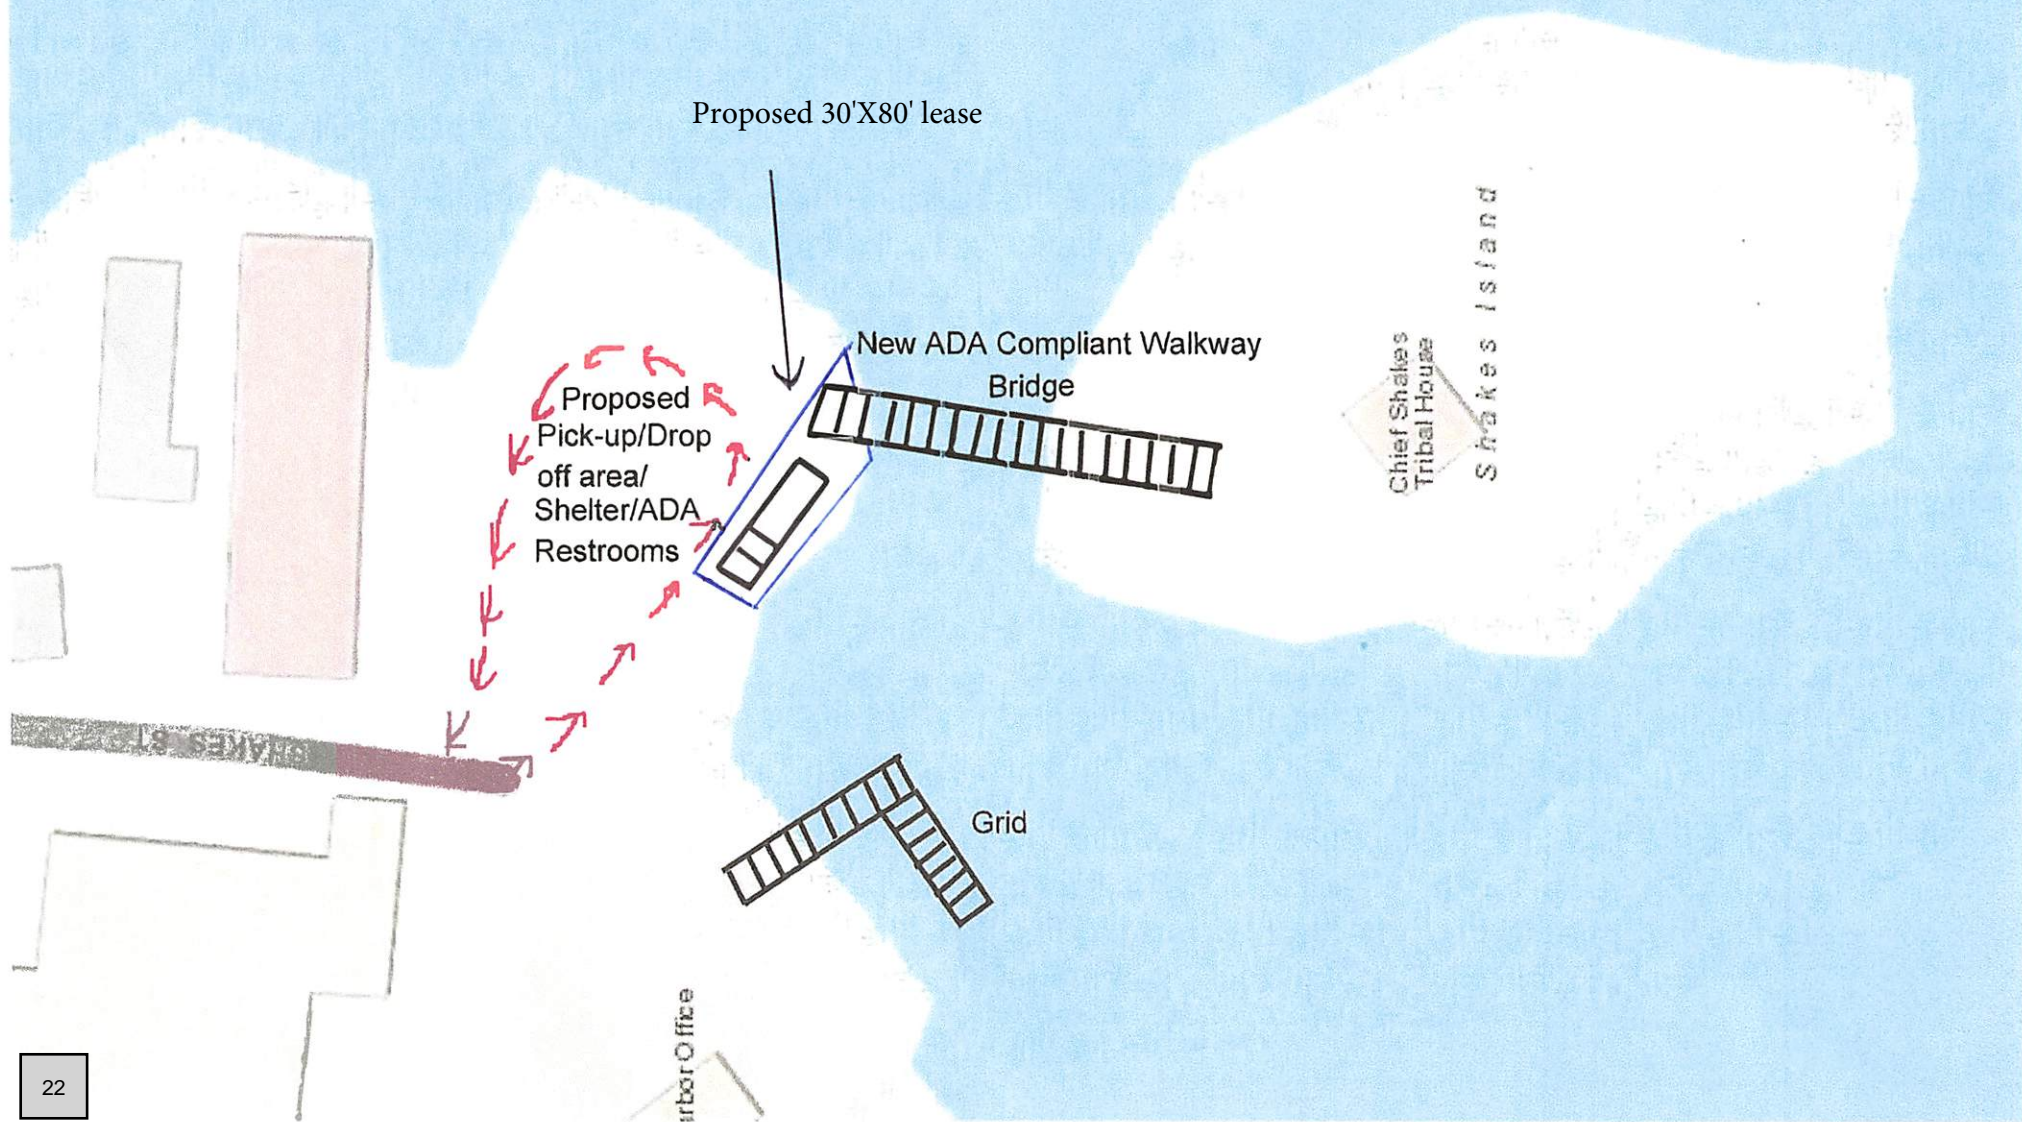 Proposed 30'X80' lease
New ADA Compliant Walkway
Bridge
Proposed
Pick-up/Drop
off area/
Shelter/ADA
Restrooms
Chief Shakes
Tribal House
Shakes Island
SHAKES ST
Grid
arbor Office
22